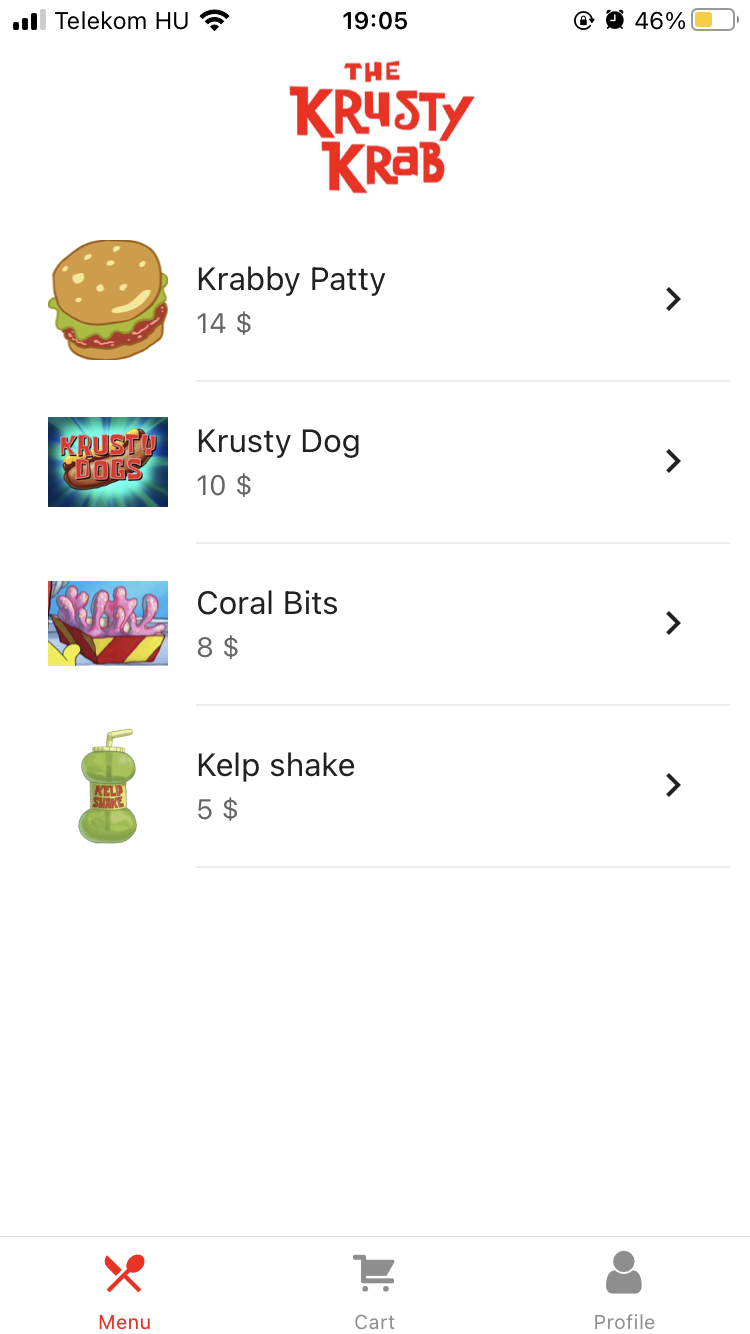 Telekom HU 19:05 46%
THE
KRUSTY
KRAB
Krabby Patty
14 $
KRUSTY
DOGS
Krusty Dog
10 $
Coral Bits
8 $
KELP
SHAKE
Kelp shake
5 $
Menu Cart Profile